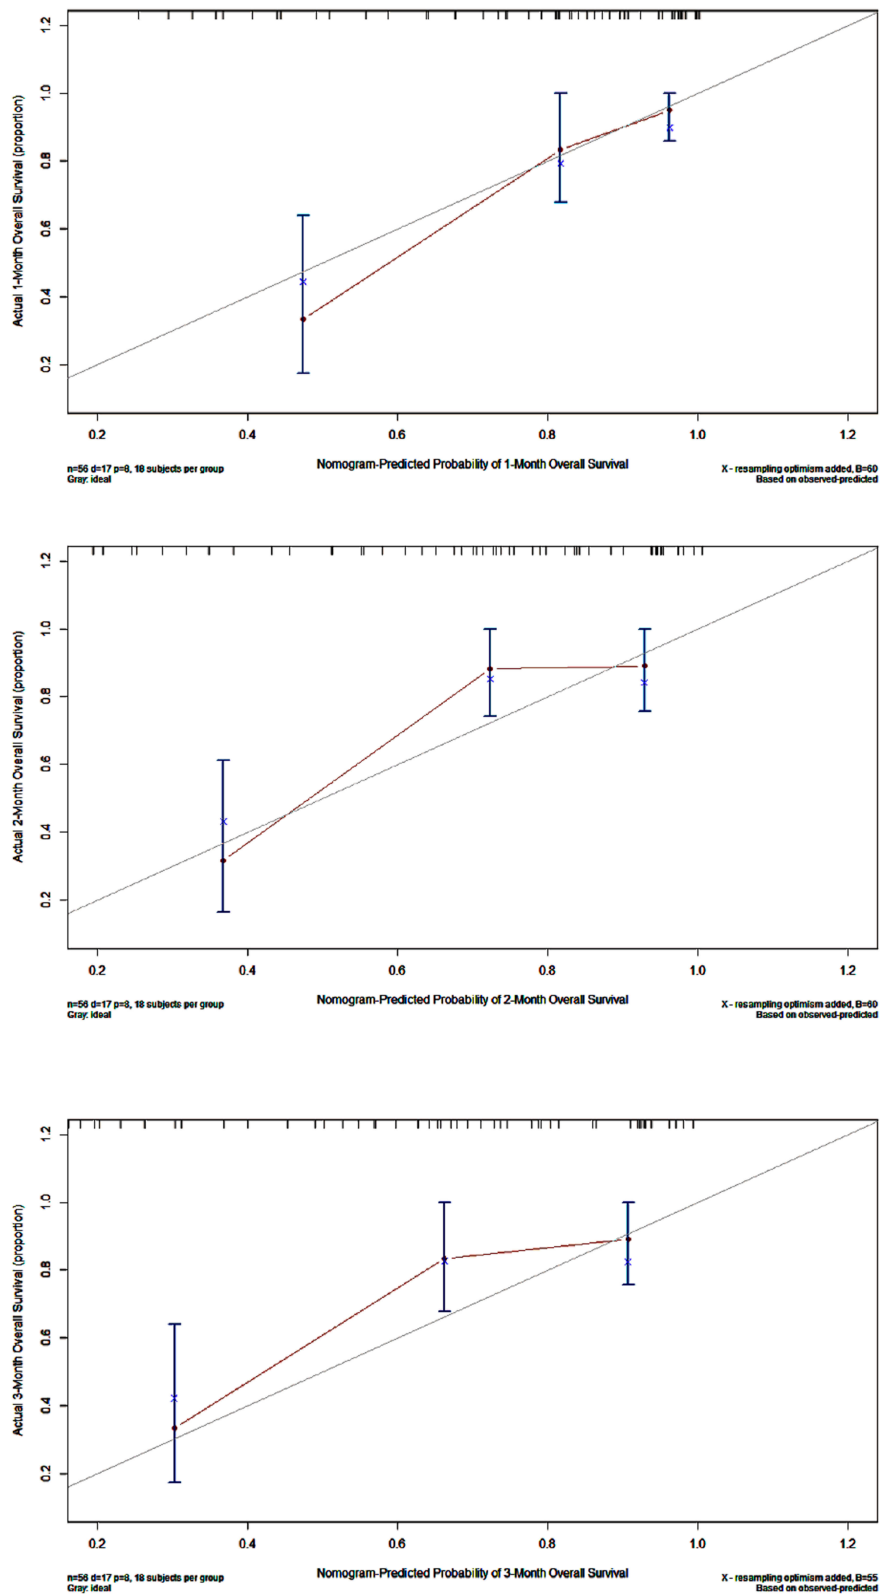 1.2
1.0
0.8
0.6
0.4
0.2
Actual 1-Month Overall Survival (proportion)
0.2 0.4 0.6 0.8 1.0 1.2
n=56 d=17 p=8, 18 subjects per group
Gray: ideal
Nomogram-Predicted Probability of 1-Month Overall Survival
X - resampling optimism added, B=60
Based on observed-predicted
1.2
1.0
0.8
0.6
0.4
0.2
Actual 2-Month Overall Survival (proportion)
0.2 0.4 0.6 0.8 1.0 1.2
n=56 d=17 p=8, 18 subjects per group
Gray: ideal
Nomogram-Predicted Probability of 2-Month Overall Survival
X - resampling optimism added, B=60
Based on observed-predicted
1.2
1.0
0.8
0.6
0.4
0.2
Actual 3-Month Overall Survival (proportion)
0.2 0.4 0.6 0.8 1.0 1.2
n=56 d=17 p=8, 18 subjects per group
Gray: ideal
Nomogram-Predicted Probability of 3-Month Overall Survival
X - resampling optimism added, B=55
Based on observed-predicted